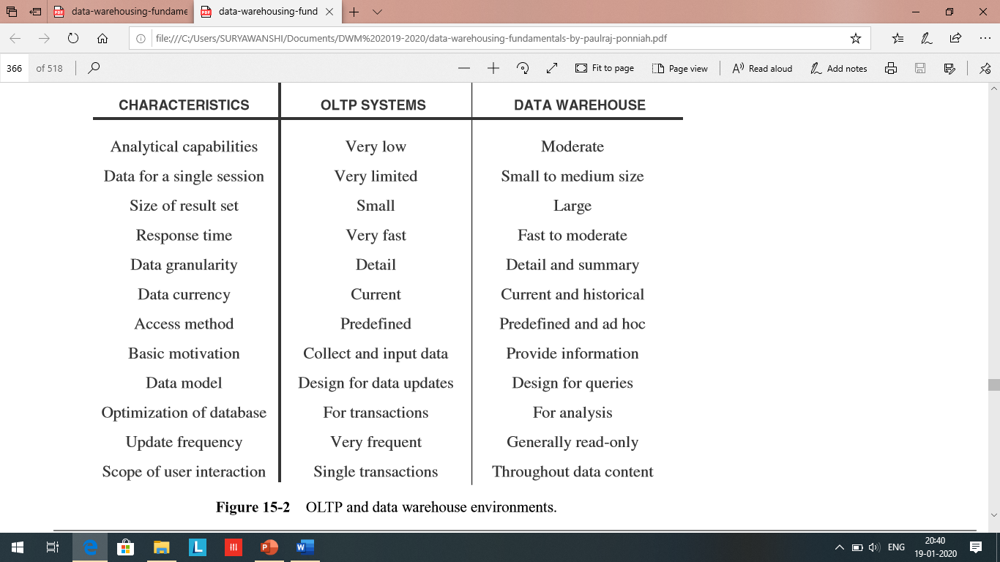 data-warehousing-fundame
data-warehousing-fund
file:///C:/Users/SURYAWANSHI/Documents/DWM%202019-2020/data-warehousing-fundamentals-by-paulraj-ponniah.pdf
366 of 518 Fit to page Page view Read aloud Add notes
CHARACTERISTICS OLTP SYSTEMS DATA WAREHOUSE
Analytical capabilities Very low Moderate
Data for a single session Very limited Small to medium size
Size of result set Small Large
Response time Very fast Fast to moderate
Data granularity Detail Detail and summary
Data currency Current Current and historical
Access method Predefined Predefined and ad hoc
Basic motivation Collect and input data Provide information
Data model Design for data updates Design for queries
Optimization of database For transactions For analysis
Update frequency Very frequent Generally read-only
Scope of user interaction Single transactions Throughout data content
Figure 15-2 OLTP and data warehouse environments.
ENG 20:40
19-01-2020